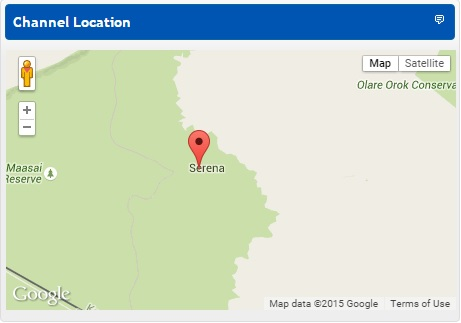 Channel Location
Map
Satellite
Olare Orok Conserva
+
−
Serena
Maasai
Reserve
Google
Map data ©2015 Google
Terms of Use